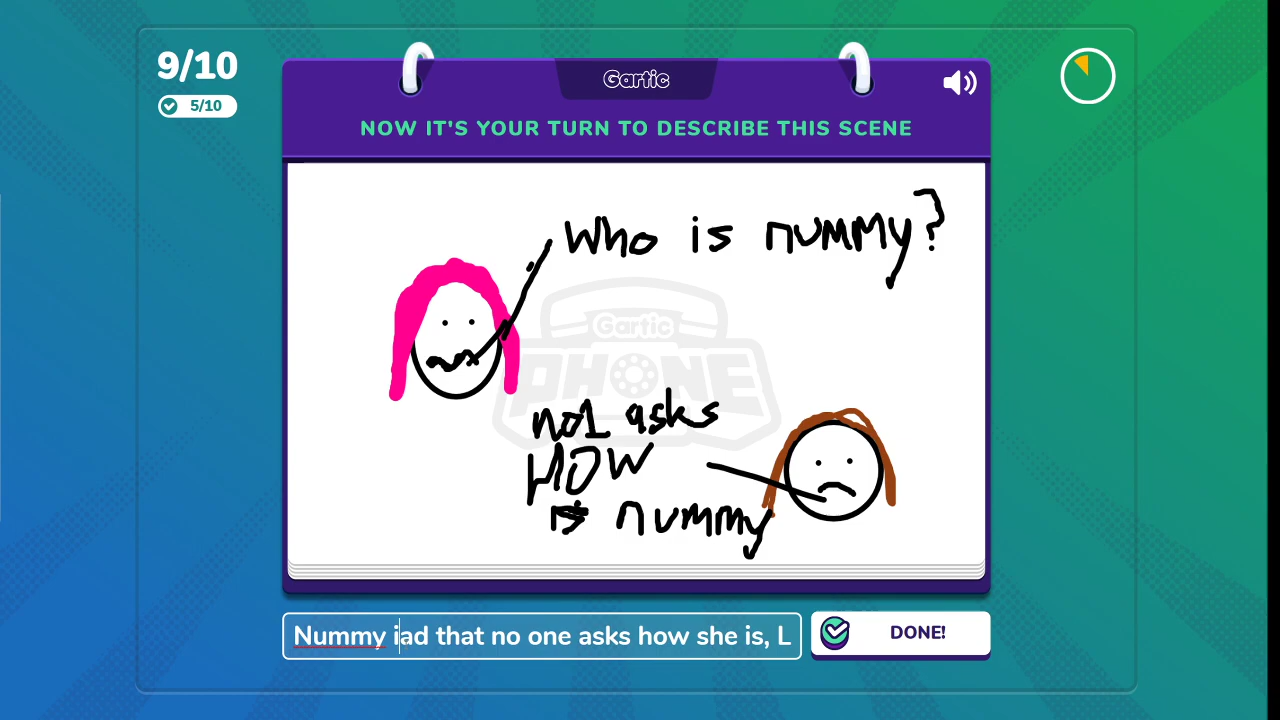 9/10
5/10
Gartic
NOW IT'S YOUR TURN TO DESCRIBE THIS SCENE
Who is nummy?
Gartic
PHONE
no1 asks
HOW
is nummy
Nummy iad that no one asks how she is, L
DONE!